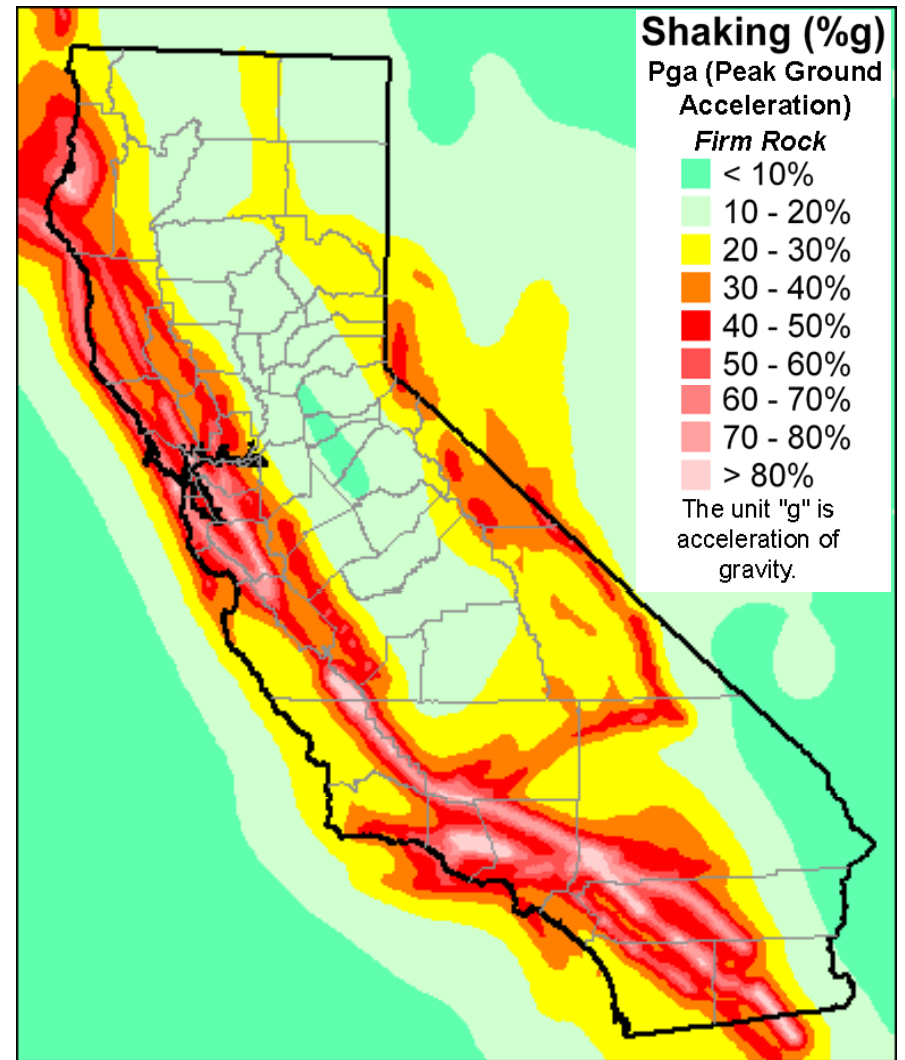 Shaking (%g)
Pga (Peak Ground
Acceleration)
Firm Rock
< 10%
10 - 20%
20 - 30%
30 - 40%
40 - 50%
50 - 60%
60 - 70%
70 - 80%
> 80%
The unit "g" is
acceleration of
gravity.